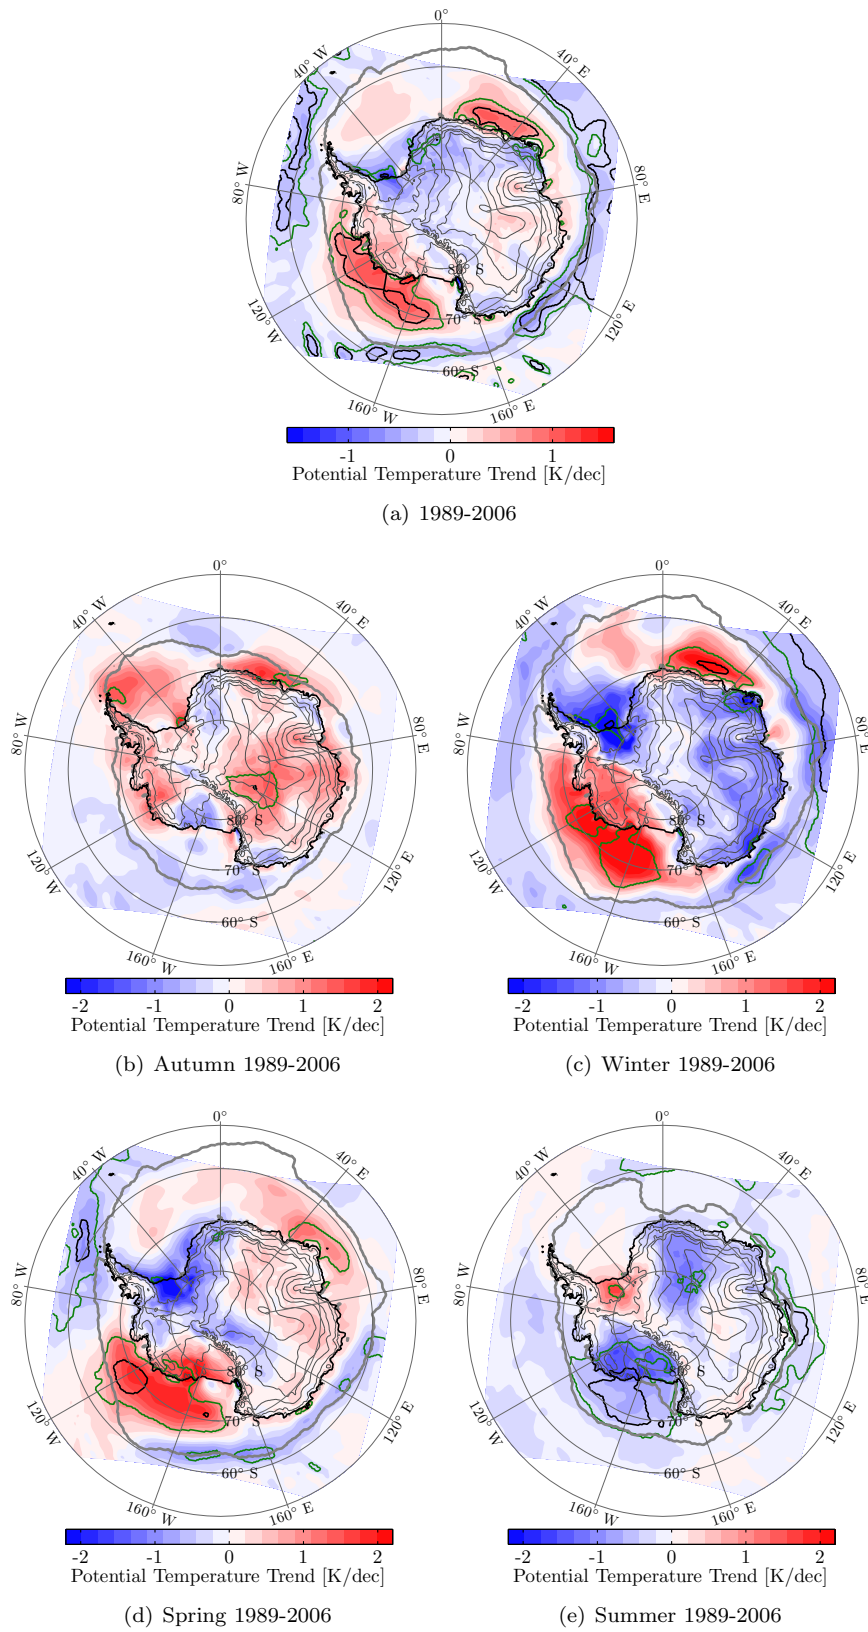 0°
40° W
40° E
80° W
80° E
80° S
120° W
70° S
120° E
60° S
160° W
160° E
-1 0 1
Potential Temperature Trend [K/dec]
(a) 1989-2006
0°
40° W
40° E
80° W
80° E
80° S
120° W
70° S
120° E
60° S
160° W
160° E
-2 -1 0 1 2
Potential Temperature Trend [K/dec]
(b) Autumn 1989-2006
0°
40° W
40° E
80° W
80° E
80° S
120° W
70° S
120° E
60° S
160° W
160° E
-2 -1 0 1 2
Potential Temperature Trend [K/dec]
(c) Winter 1989-2006
0°
40° W
40° E
80° W
80° E
80° S
120° W
70° S
120° E
60° S
160° W
160° E
-2 -1 0 1 2
Potential Temperature Trend [K/dec]
(d) Spring 1989-2006
0°
40° W
40° E
80° W
80° E
80° S
120° W
70° S
120° E
60° S
160° W
160° E
-2 -1 0 1 2
Potential Temperature Trend [K/dec]
(e) Summer 1989-2006